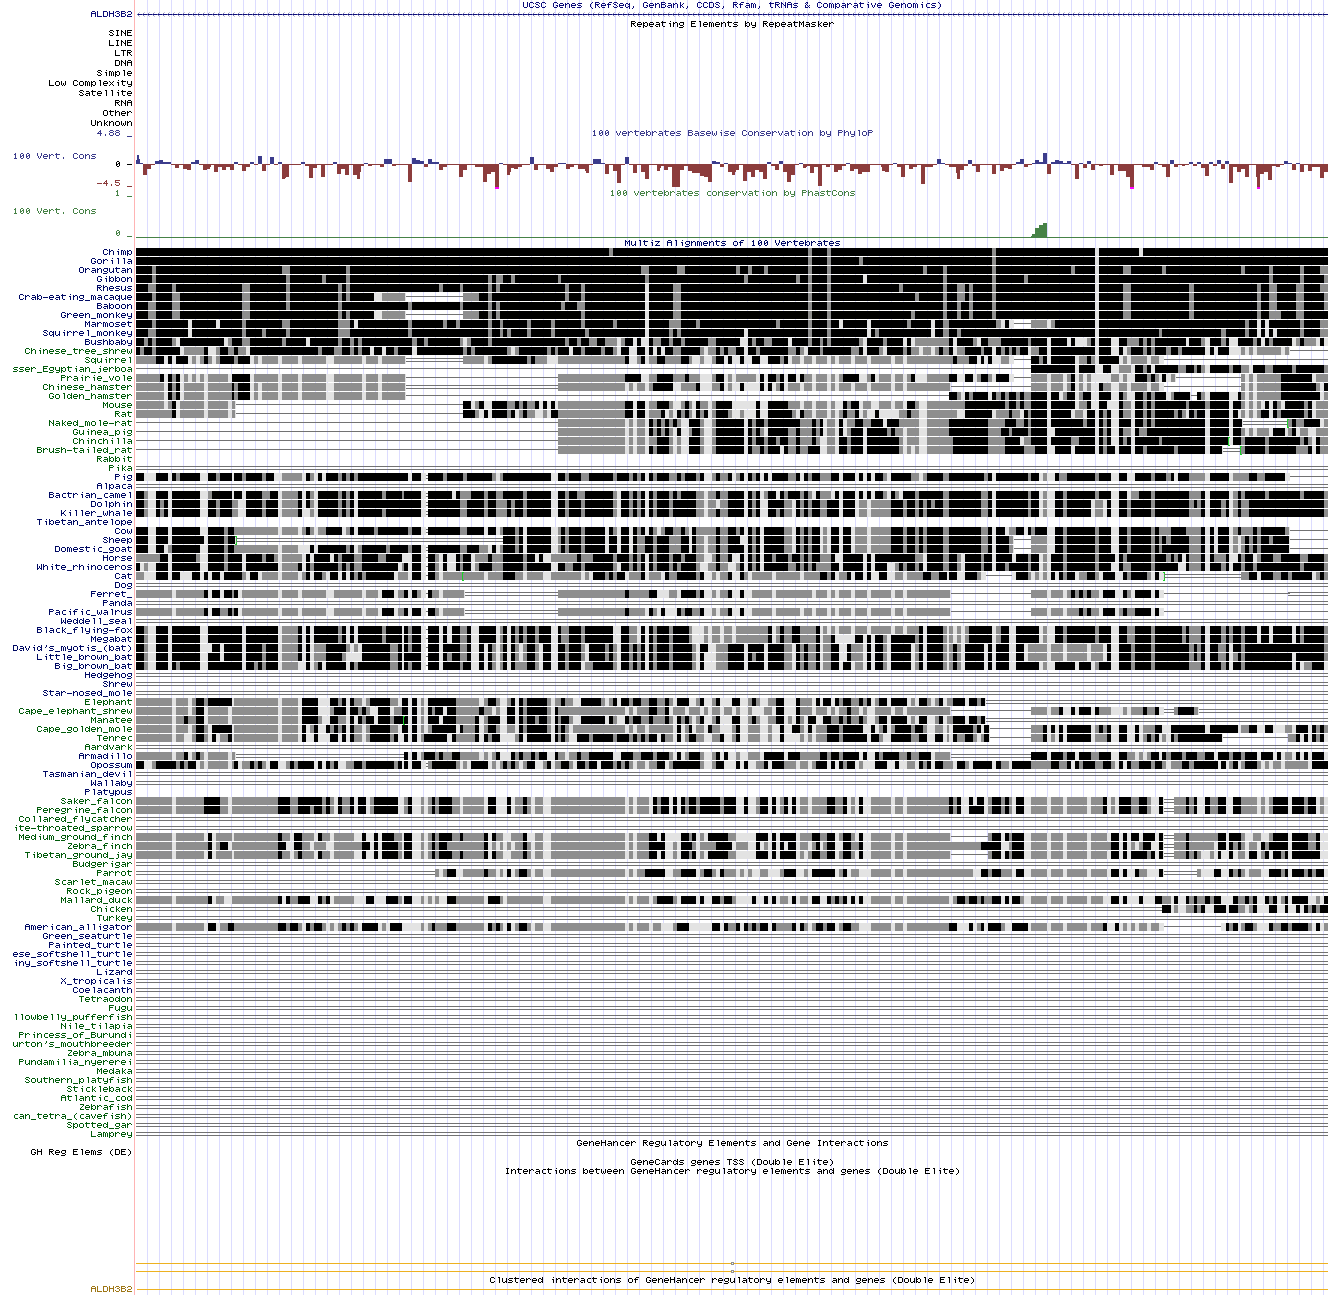 UCSC Genes (RefSeq, GenBank, CCDS, Rfam, tRNAs & Comparative Genomics)
ALDH3B2
Repeating Elements by RepeatMasker
SINE
LINE
LTR
DNA
Simple
Low Complexity
Satellite
RNA
Other
Unknown
4.88 _
100 vertebrates Basewise Conservation by PhyloP
100 Vert. Cons
0 _
-4.5 _
100 vertebrates conservation by PhastCons
1 _
100 Vert. Cons
0 _
Multiz Alignments of 100 Vertebrates
Chimp
Gorilla
Orangutan
Gibbon
Rhesus
Crab-eating_macaque
Baboon
Green_monkey
Marmoset
Squirrel_monkey
Bushbaby
Chinese_tree_shrew
Squirrel
sser_Egyptian_jerboa
Prairie_vole
Chinese_hamster
Golden_hamster
Mouse
Rat
Naked_mole-rat
Guinea_pig
Chinchilla
Brush-tailed_rat
Rabbit
Pika
Pig
Alpaca
Bactrian_camel
Dolphin
Killer_whale
Tibetan_antelope
Cow
Sheep
Domestic_goat
Horse
White_rhinoceros
Cat
Dog
Ferret_
Panda
Pacific_walrus
Weddell_seal
Black_flying-fox
Megabat
David's_myotis_(bat)
Little_brown_bat
Big_brown_bat
Hedgehog
Shrew
Star-nosed_mole
Elephant
Cape_elephant_shrew
Manatee
Cape_golden_mole
Tenrec
Aardvark
Armadillo
Opossum
Tasmanian_devil
Wallaby
Platypus
Saker_falcon
Peregrine_falcon
Collared_flycatcher
ite-throated_sparrow
Medium_ground_finch
Zebra_finch
Tibetan_ground_jay
Budgerigar
Parrot
Scarlet_macaw
Rock_pigeon
Mallard_duck
Chicken
Turkey
American_alligator
Green_seaturtle
Painted_turtle
ese_softshell_turtle
iny_softshell_turtle
Lizard
X_tropicalis
Coelacanth
Tetraodon
Fugu
llowbelly_pufferfish
Nile_tilapia
Princess_of_Burundi
urton's_mouthbreeder
Zebra_mbuna
Pundamilia_nyererei
Medaka
Southern_platyfish
Stickleback
Atlantic_cod
Zebrafish
can_tetra_(cavefish)
Spotted_gar
Lamprey
GeneHancer Regulatory Elements and Gene Interactions
GH Reg Elems (DE)
GeneCards genes TSS (Double Elite)
Interactions between GeneHancer regulatory elements and genes (Double Elite)
Clustered interactions of GeneHancer regulatory elements and genes (Double Elite)
ALDH3B2